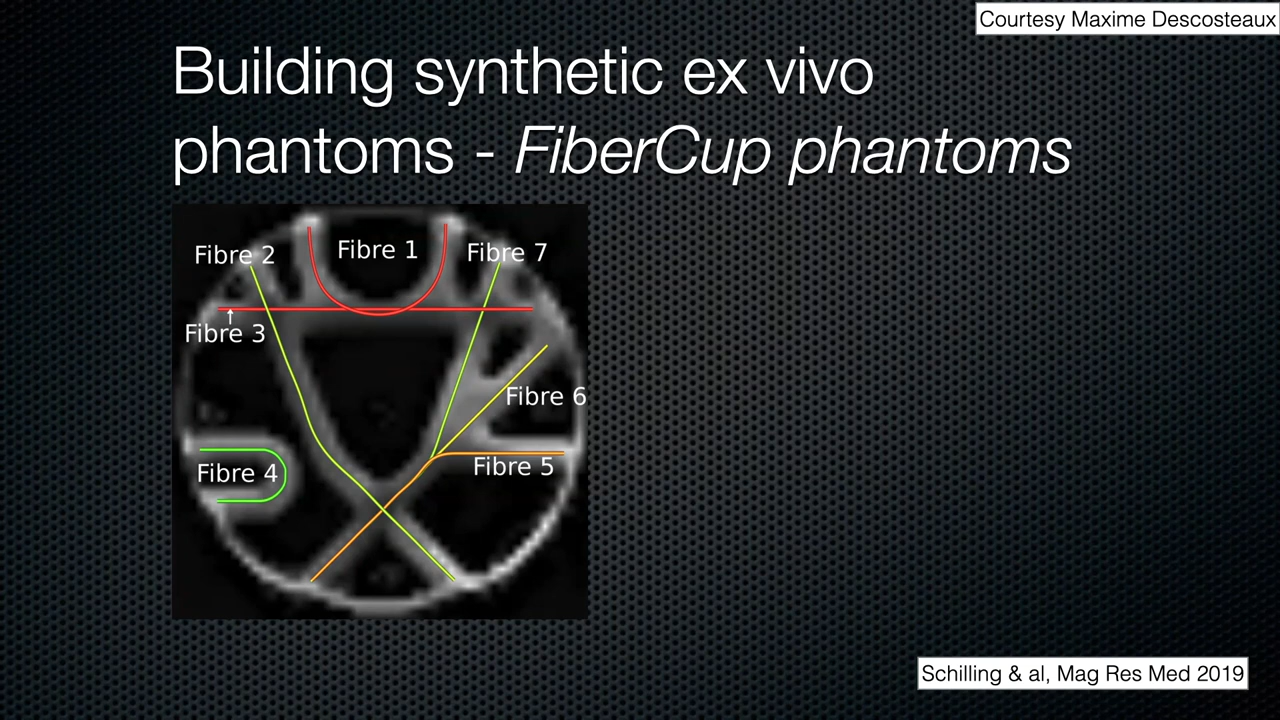 Courtesy Maxime Descosteaux
Building synthetic ex vivo
phantoms - FiberCup phantoms
Fibre 2
Fibre 1
Fibre 7
Fibre 3
Fibre 6
Fibre 4
Fibre 5
Schilling & al, Mag Res Med 2019